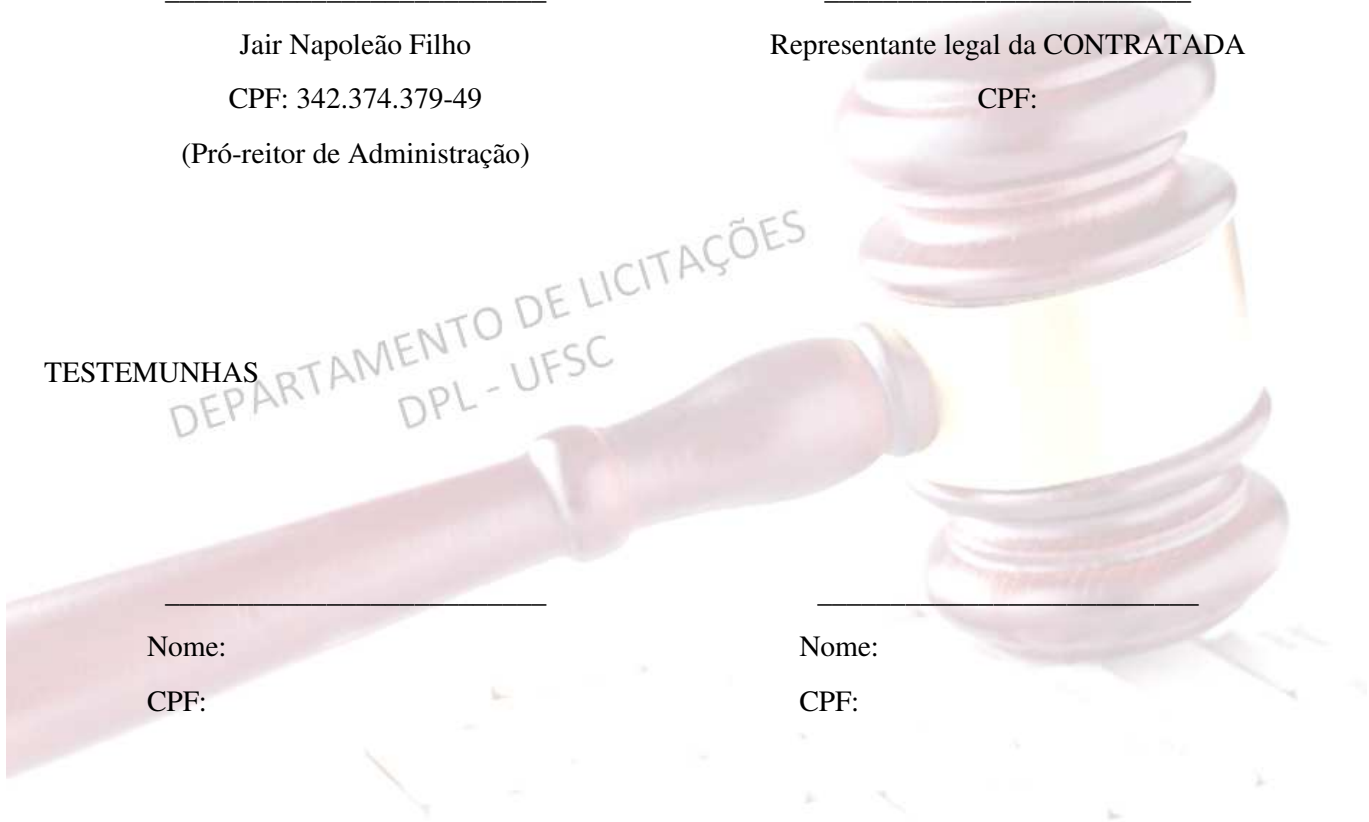 Jair Napoleão Filho
CPF: 342.374.379-49
(Pró-reitor de Administração)
Representante legal da CONTRATADA
CPF:
DEPARTAMENTO DE LICITAÇÕES
DPL - UFSC
TESTEMUNHAS
Nome:
CPF:
Nome:
CPF: